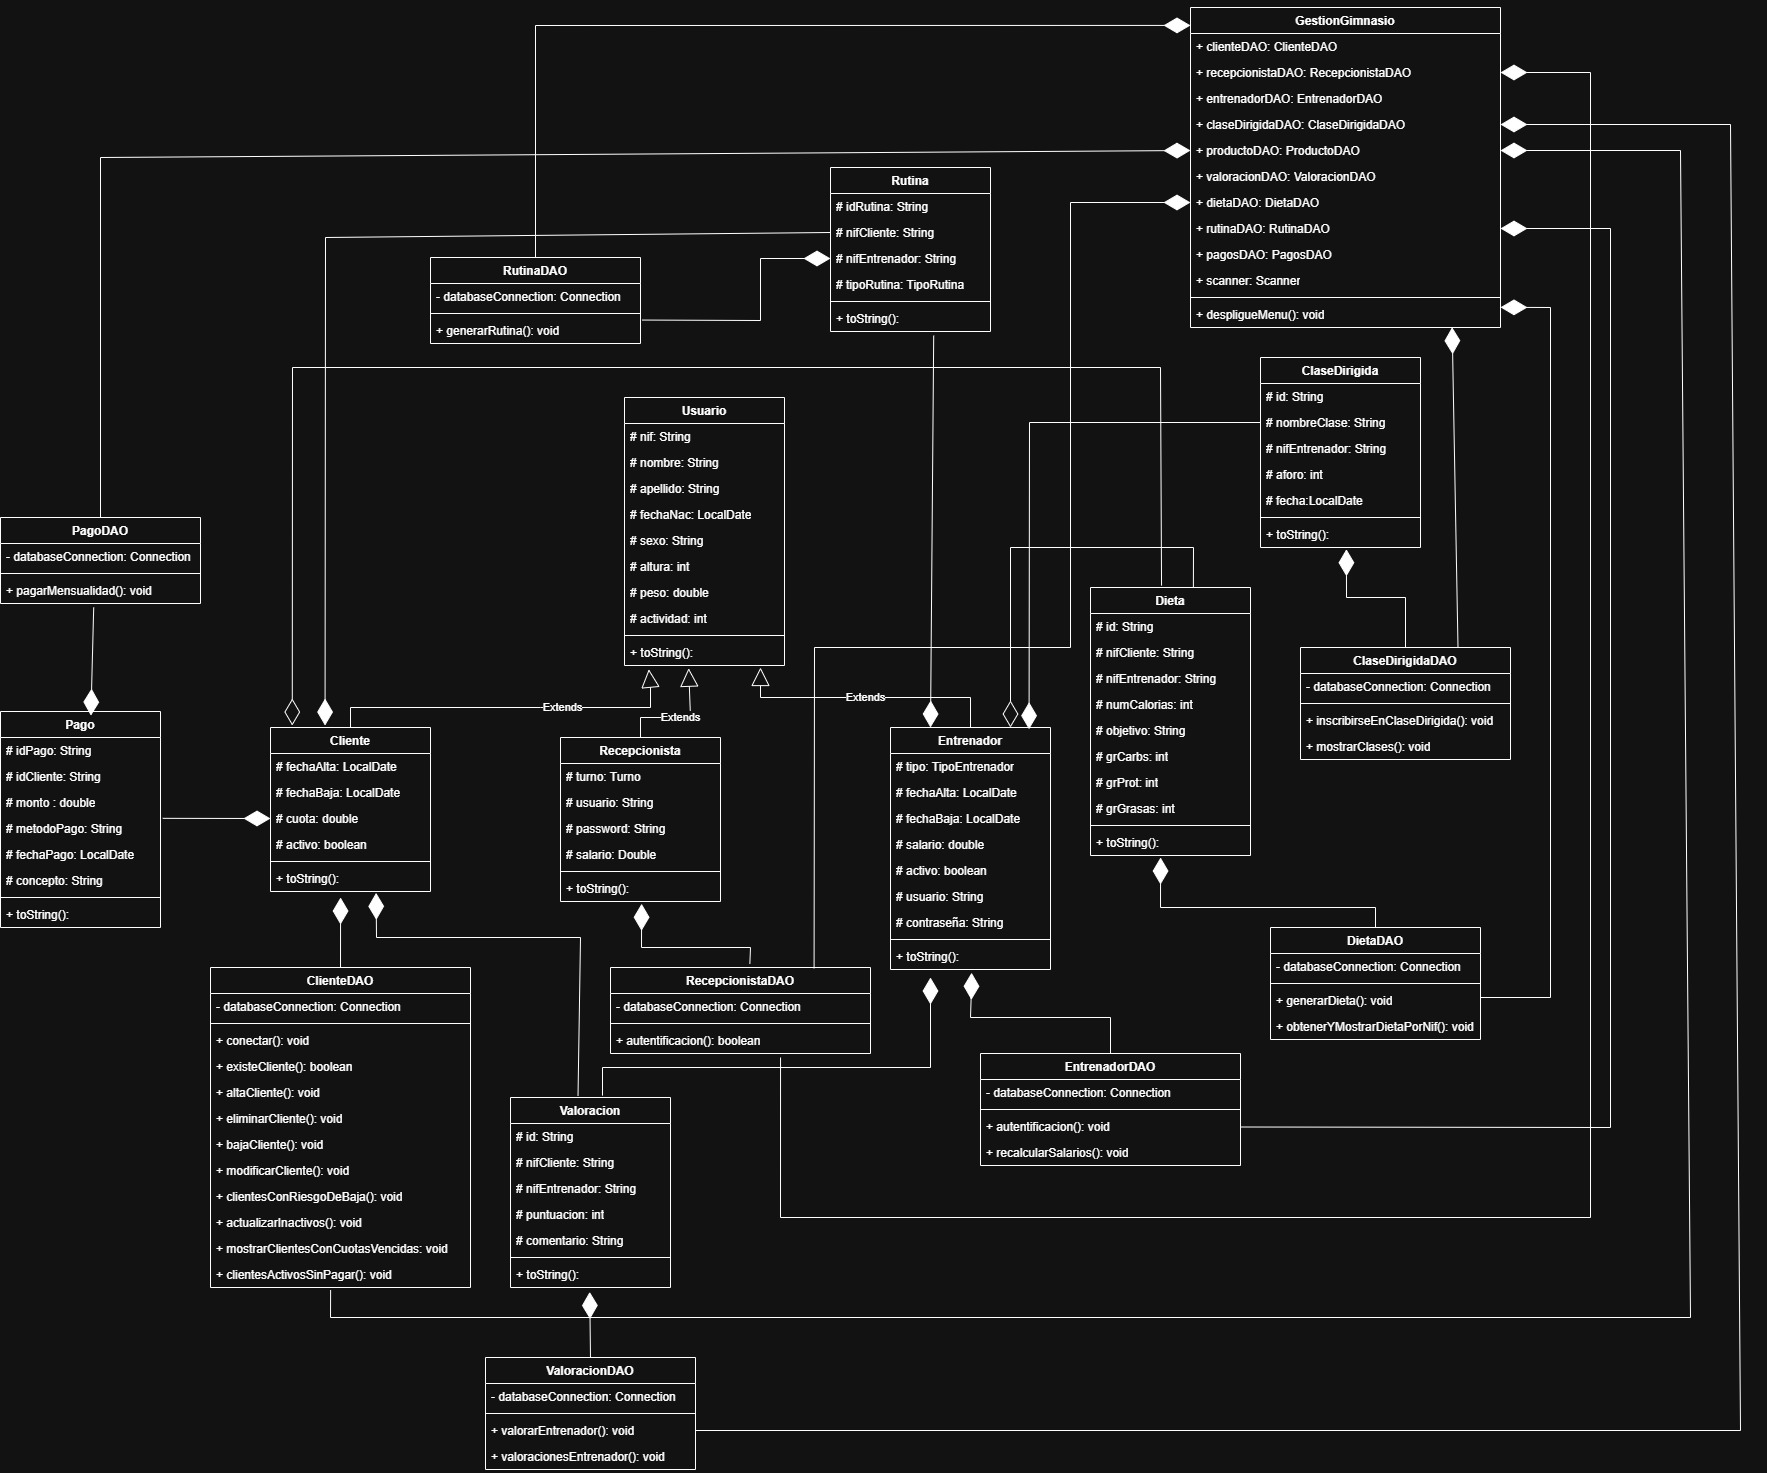 GestionGimnasio
+ clienteDAO: ClienteDAO
+ recepcionistaDAO: RecepcionistaDAO
+ entrenadorDAO: EntrenadorDAO
+ claseDirigidaDAO: ClaseDirigidaDAO
+ productoDAO: ProductoDAO
+ valoracionDAO: ValoracionDAO
+ dietaDAO: DietaDAO
+ rutinaDAO: RutinaDAO
+ pagosDAO: PagosDAO
+ scanner: Scanner
+ despligueMenu(): void
Rutina
# idRutina: String
# nifCliente: String
# nifEntrenador: String
# tipoRutina: TipoRutina
+ toString():
RutinaDAO
- databaseConnection: Connection
+ generarRutina(): void
ClaseDirigida
# id: String
# nombreClase: String
# nifEntrenador: String
# aforo: int
# fecha:LocalDate
+ toString():
Usuario
# nif: String
# nombre: String
# apellido: String
# fechaNac: LocalDate
# sexo: String
# altura: int
# peso: double
# actividad: int
+ toString():
PagoDAO
- databaseConnection: Connection
+ pagarMensualidad(): void
Dieta
# id: String
# nifCliente: String
# nifEntrenador: String
# numCalorias: int
# objetivo: String
# grCarbs: int
# grProt: int
# grGrasas: int
+ toString():
ClaseDirigidaDAO
- databaseConnection: Connection
+ inscribirseEnClaseDirigida(): void
+ mostrarClases(): void
Extends
Extends
Extends
Pago
# idPago: String
# idCliente: String
# monto : double
# metodoPago: String
# fechaPago: LocalDate
# concepto: String
+ toString():
Cliente
# fechaAlta: LocalDate
# fechaBaja: LocalDate
# cuota: double
# activo: boolean
+ toString():
Recepcionista
# turno: Turno
# usuario: String
# password: String
# salario: Double
+ toString():
Entrenador
# tipo: TipoEntrenador
# fechaAlta: LocalDate
# fechaBaja: LocalDate
# salario: double
# activo: boolean
# usuario: String
# contraseña: String
+ toString():
DietaDAO
- databaseConnection: Connection
+ generarDieta(): void
+ obtenerYMostrarDietaPorNif(): void
ClienteDAO
- databaseConnection: Connection
+ conectar(): void
+ existeCliente(): boolean
+ altaCliente(): void
+ eliminarCliente(): void
+ bajaCliente(): void
+ modificarCliente(): void
+ clientesConRiesgoDeBaja(): void
+ actualizarInactivos(): void
+ mostrarClientesConCuotasVencidas: void
+ clientesActivosSinPagar(): void
RecepcionistaDAO
- databaseConnection: Connection
+ autentificacion(): boolean
EntrenadorDAO
- databaseConnection: Connection
+ autentificacion(): void
+ recalcularSalarios(): void
Valoracion
# id: String
# nifCliente: String
# nifEntrenador: String
# puntuacion: int
# comentario: String
+ toString():
ValoracionDAO
- databaseConnection: Connection
+ valorarEntrenador(): void
+ valoracionesEntrenador(): void